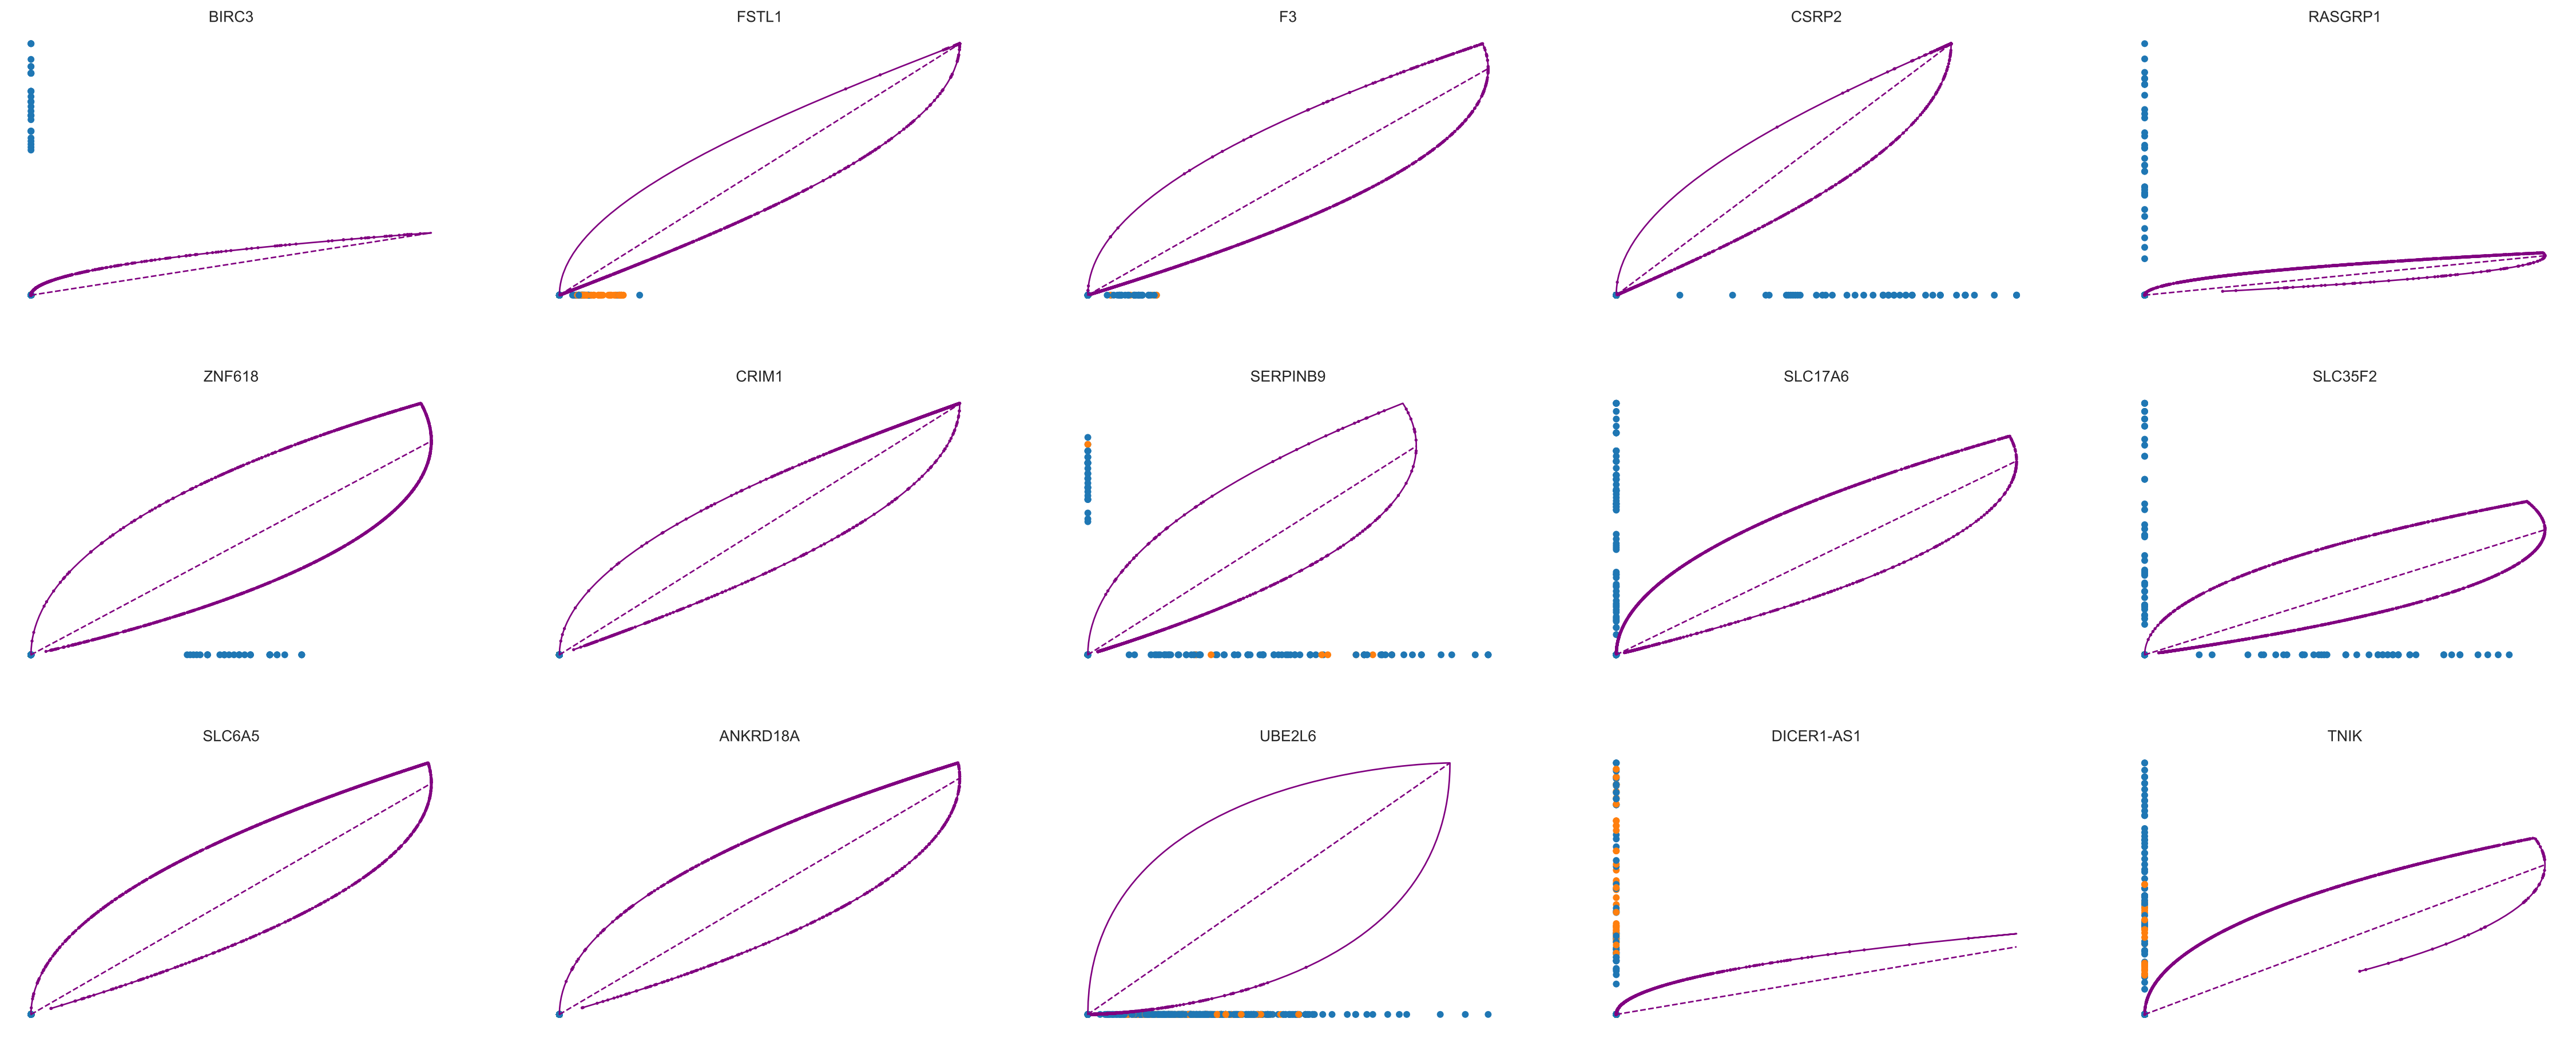 BIRC3
FSTL1
F3
CSRP2
RASGRP1
ZNF618
CRIM1
SERPINB9
SLC17A6
SLC35F2
SLC6A5
ANKRD18A
UBE2L6
DICER1-AS1
TNIK